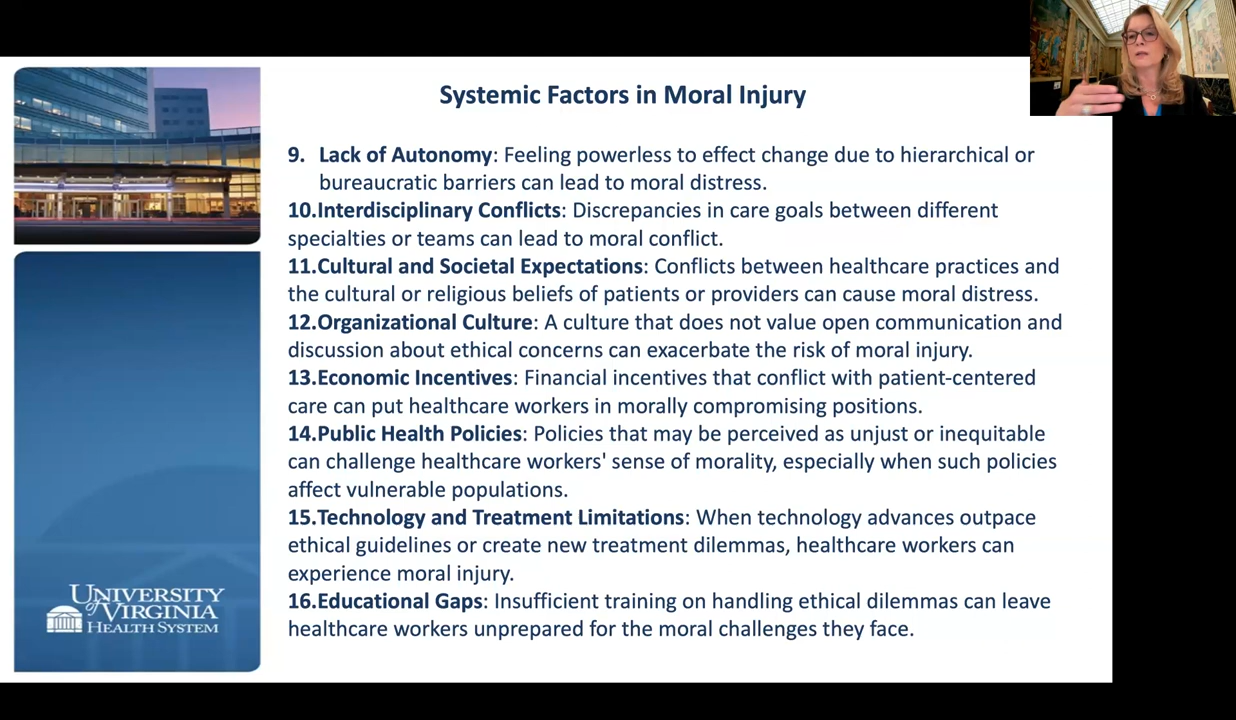 Systemic Factors in Moral Injury
9. Lack of Autonomy: Feeling powerless to effect change due to hierarchical or
bureaucratic barriers can lead to moral distress.
10.Interdisciplinary Conflicts: Discrepancies in care goals between different
specialties or teams can lead to moral conflict.
11.Cultural and Societal Expectations: Conflicts between healthcare practices and
the cultural or religious beliefs of patients or providers can cause moral distress.
12.Organizational Culture: A culture that does not value open communication and
discussion about ethical concerns can exacerbate the risk of moral injury.
13.Economic Incentives: Financial incentives that conflict with patient-centered
care can put healthcare workers in morally compromising positions.
14.Public Health Policies: Policies that may be perceived as unjust or inequitable
can challenge healthcare workers' sense of morality, especially when such policies
affect vulnerable populations.
15.Technology and Treatment Limitations: When technology advances outpace
ethical guidelines or create new treatment dilemmas, healthcare workers can
experience moral injury.
16.Educational Gaps: Insufficient training on handling ethical dilemmas can leave
healthcare workers unprepared for the moral challenges they face.
UNIVERSITY
of VIRGINIA
HEALTH SYSTEM